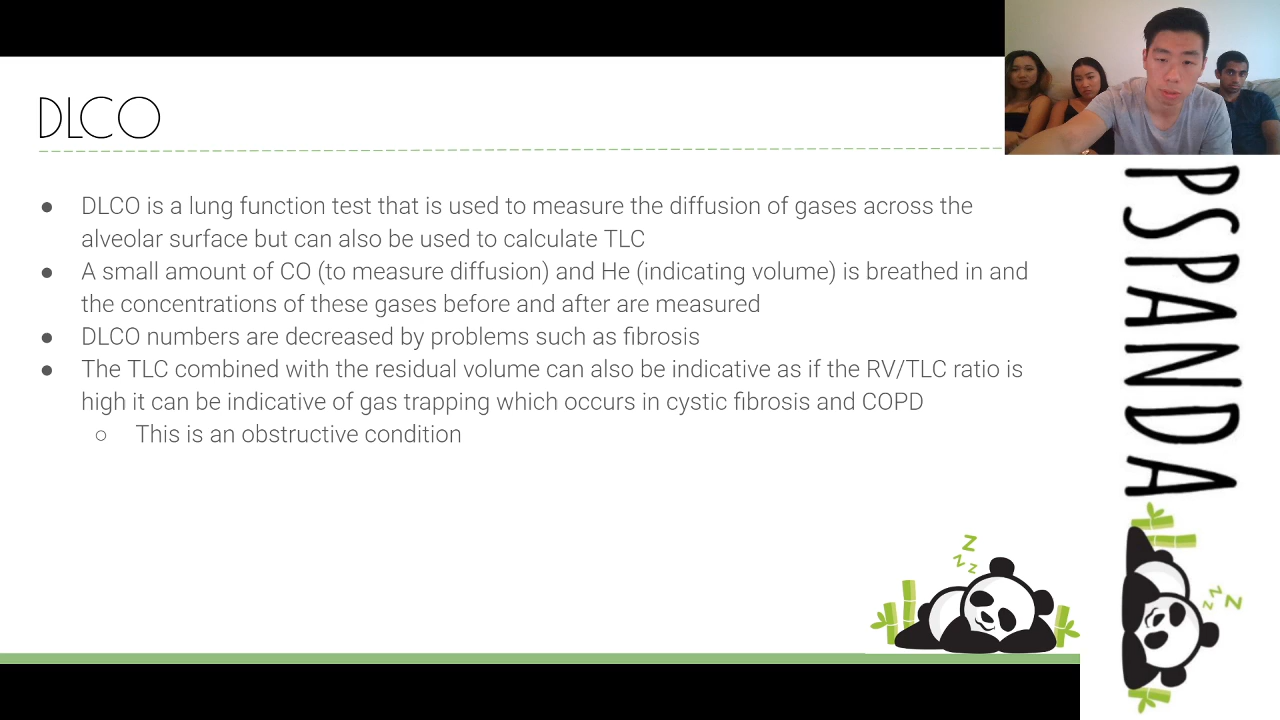 DLCO
● DLCO is a lung function test that is used to measure the diffusion of gases across the
alveolar surface but can also be used to calculate TLC
● A small amount of CO (to measure diffusion) and He (indicating volume) is breathed in and
the concentrations of these gases before and after are measured
● DLCO numbers are decreased by problems such as fibrosis
● The TLC combined with the residual volume can also be indicative as if the RV/TLC ratio is
high it can be indicative of gas trapping which occurs in cystic fibrosis and COPD
○ This is an obstructive condition
z z z
PSPANDA
z z z